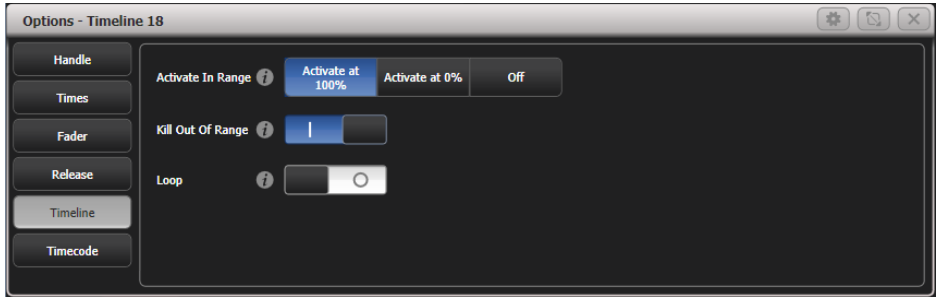 Options - Timeline 18
Handle
Times
Fader
Release
Timeline
Timecode
Activate In Range
Activate at
100%
Activate at 0%
Off
Kill Out Of Range
Loop